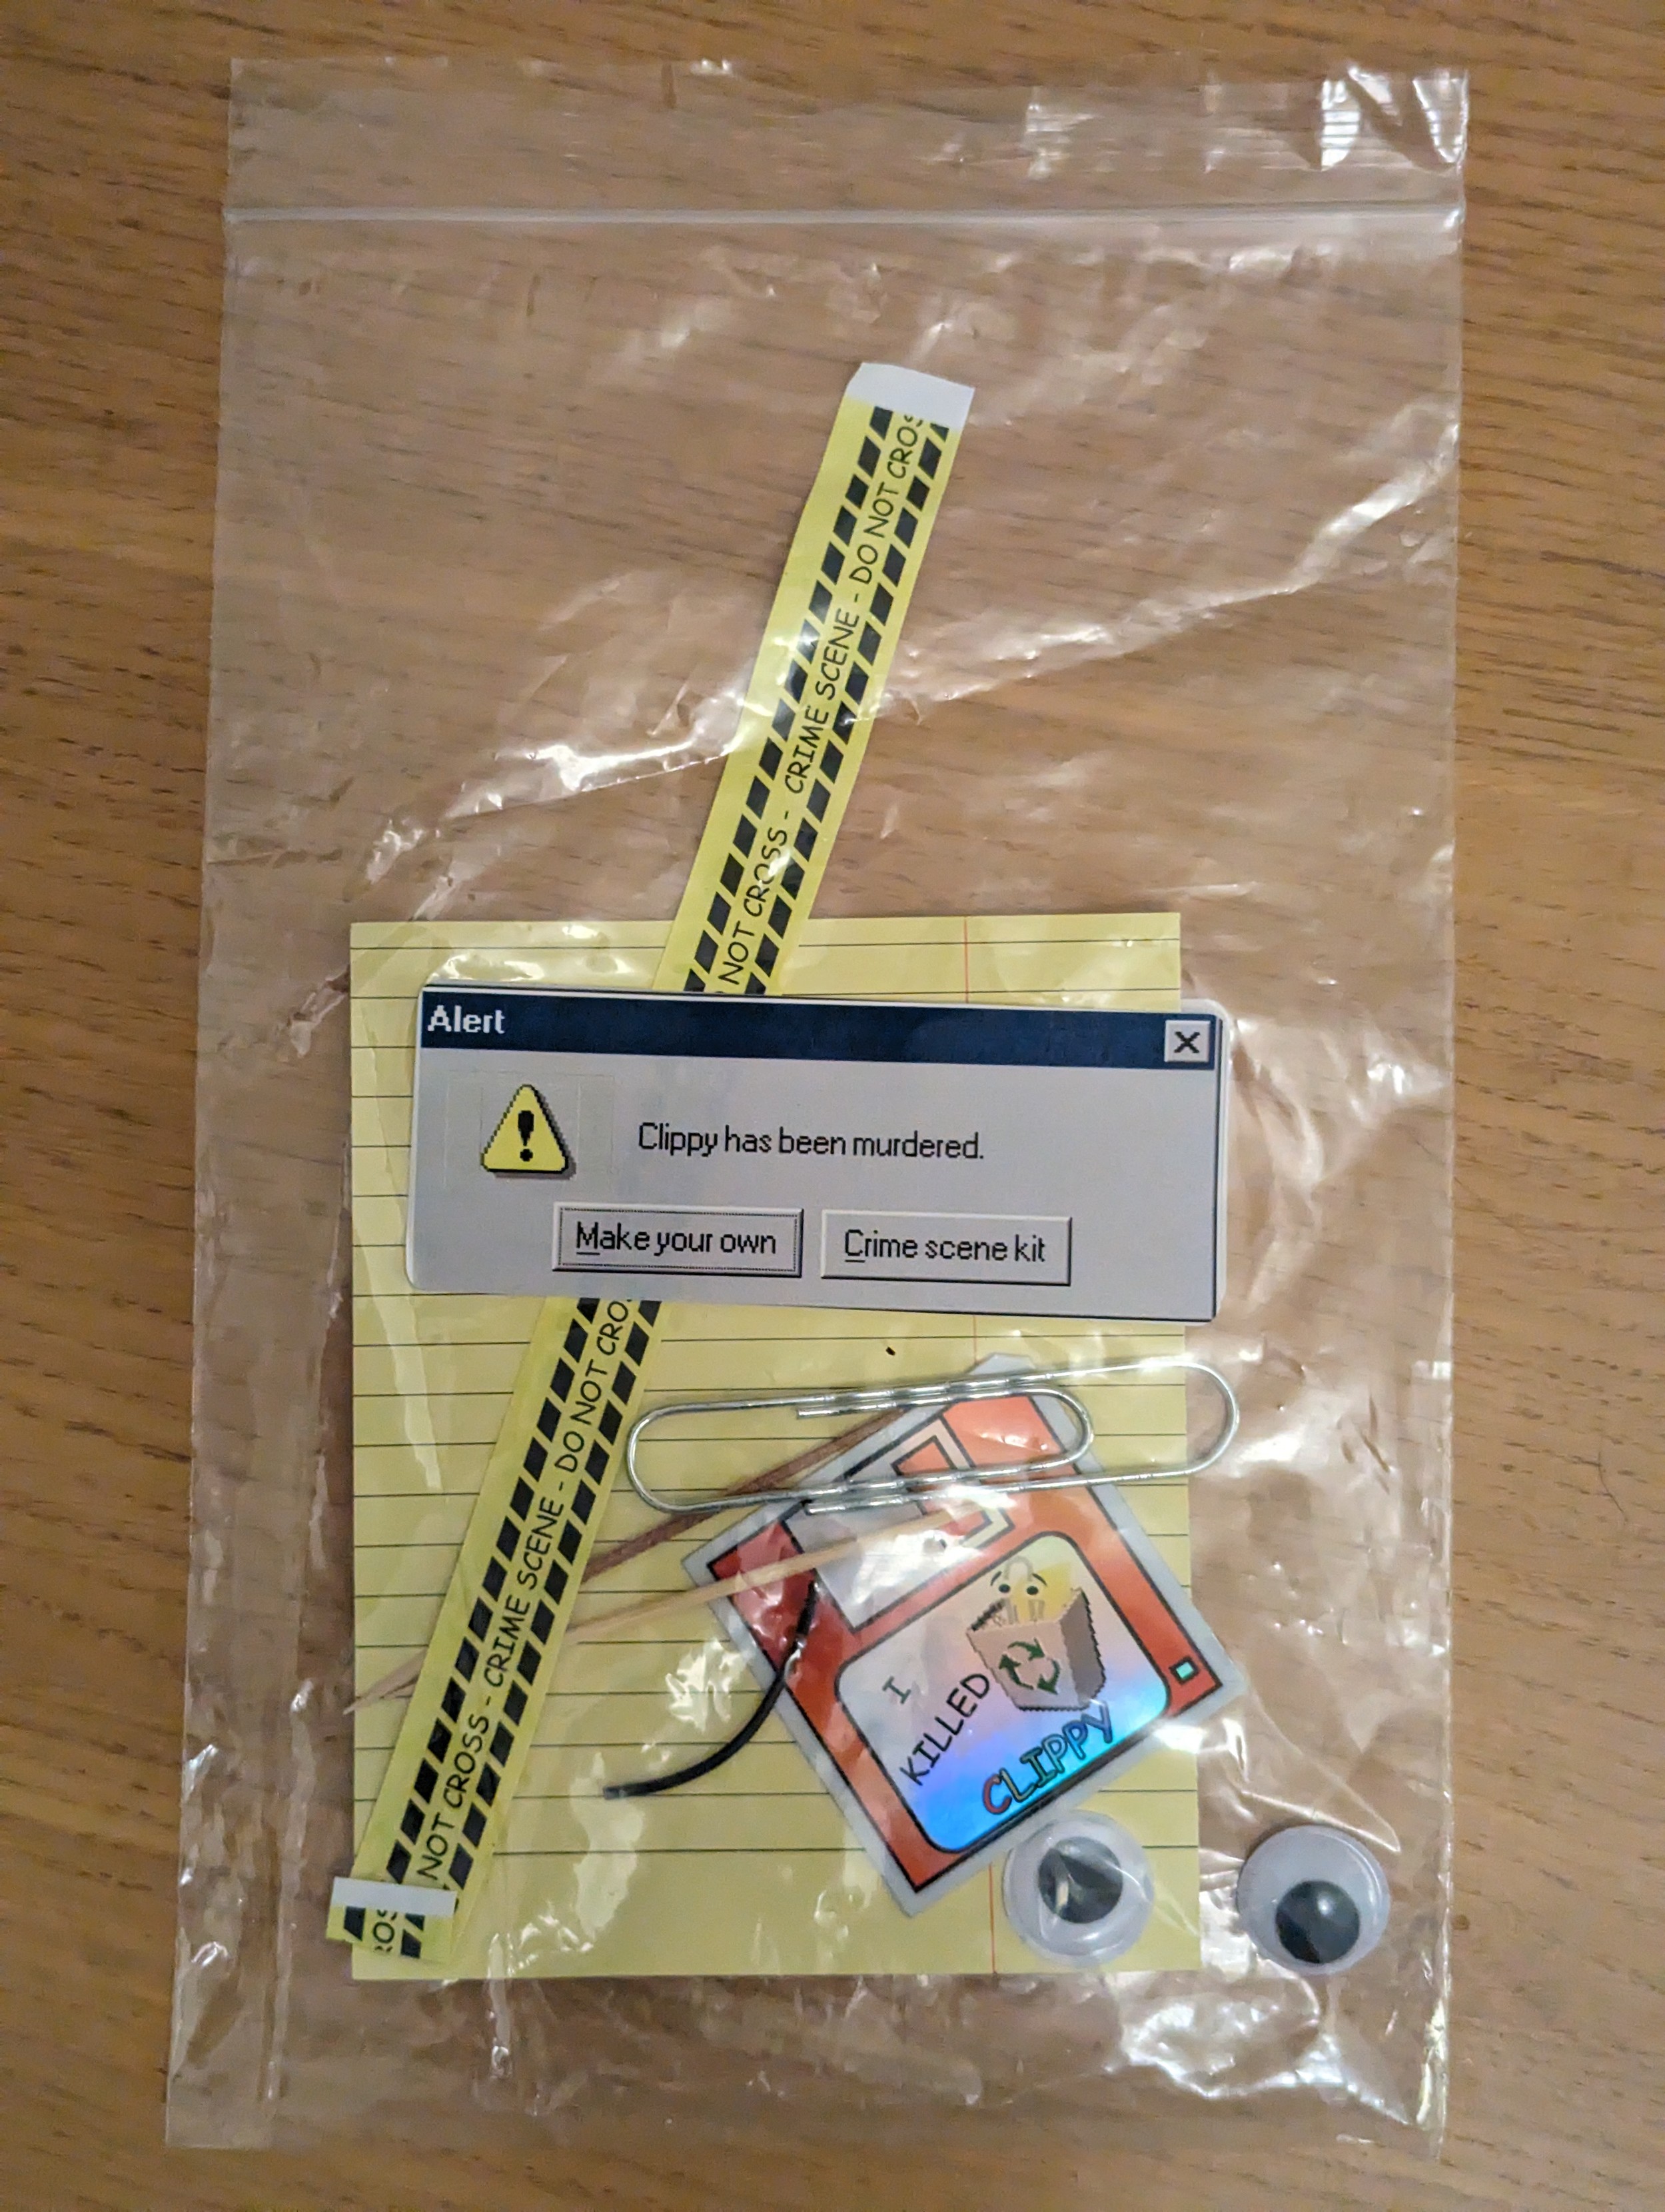 NOT CROSS - CRIME SCENE - DO NOT CROS
Alert
Clippy has been murdered.
Make your own
Crime scene kit
ROS
NOT CROSS - CRIME SCENE - DO NOT CRO
I
KILLED
CLIPPY